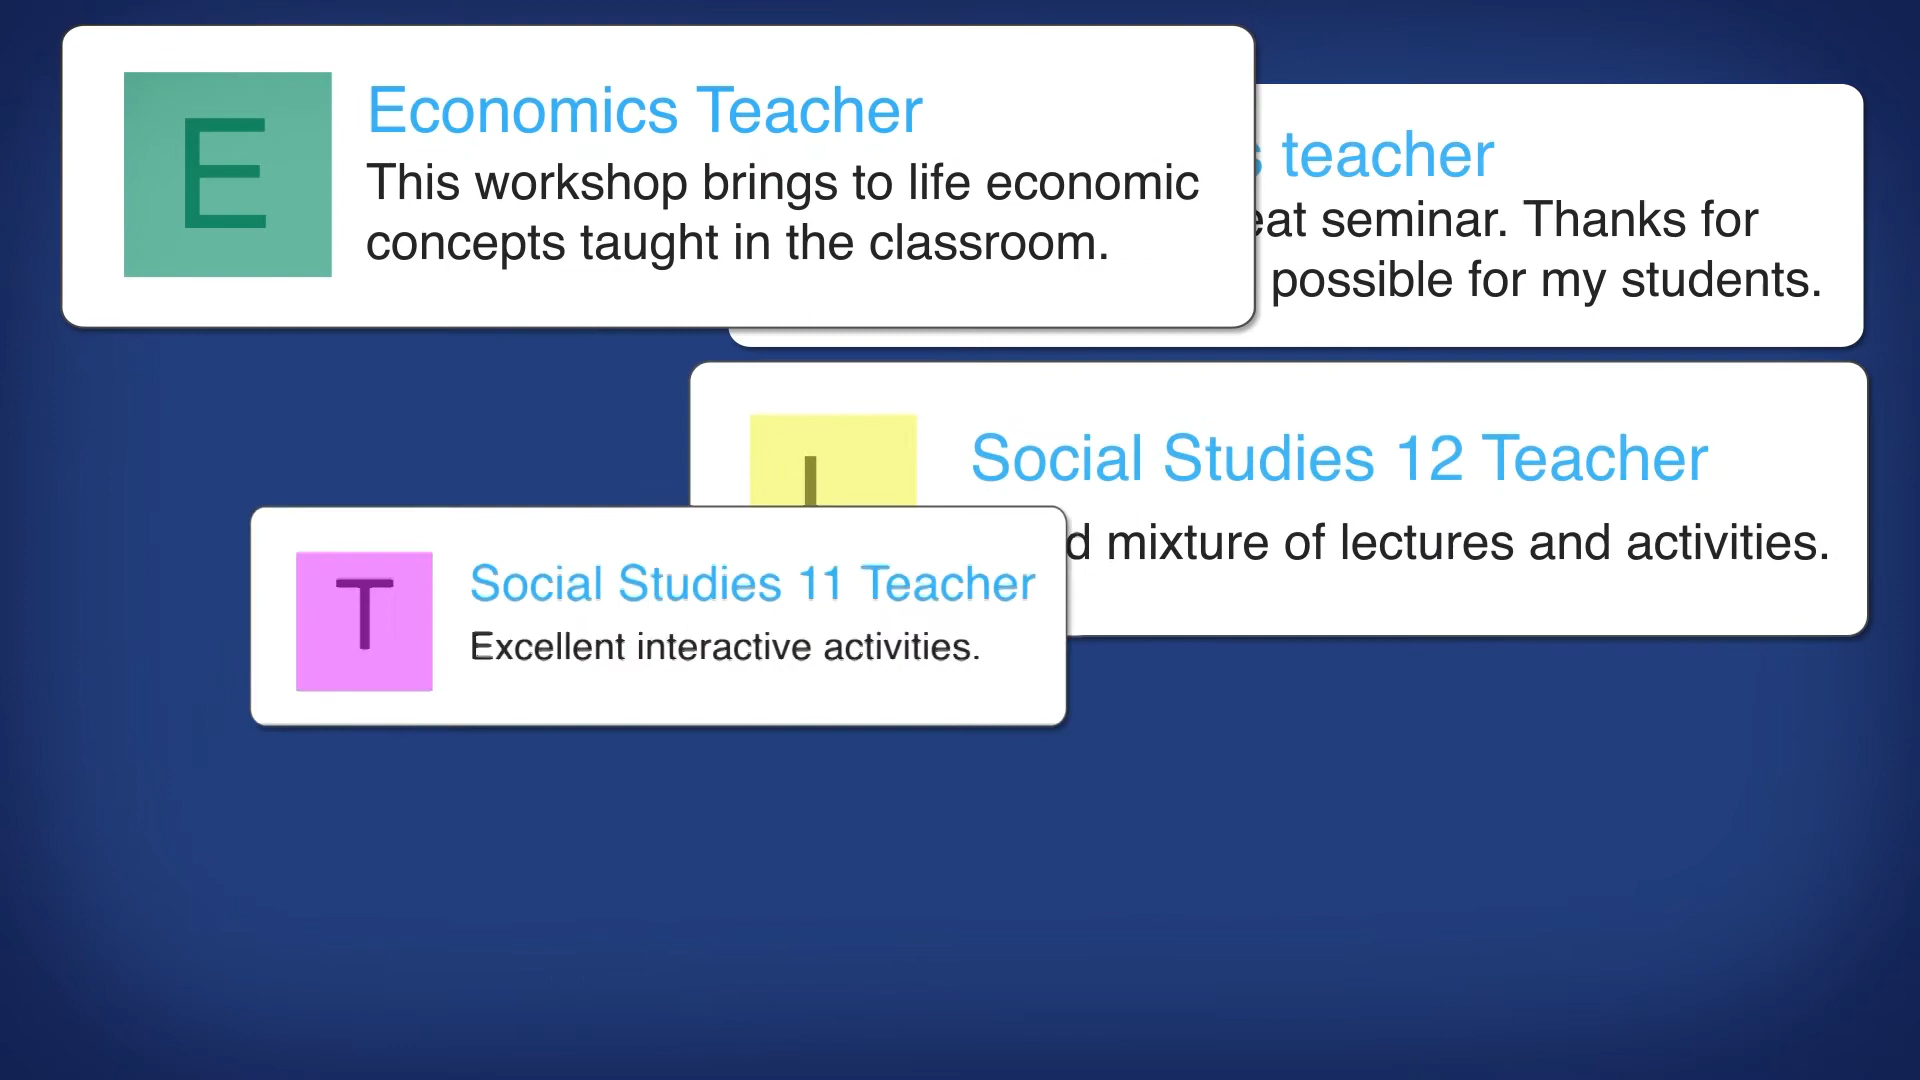 E
Economics Teacher
This workshop brings to life economic
concepts taught in the classroom.
teacher
seminar. Thanks for
possible for my students.
Social Studies 12 Teacher
mixture of lectures and activities.
T
Social Studies 11 Teacher
Excellent interactive activities.